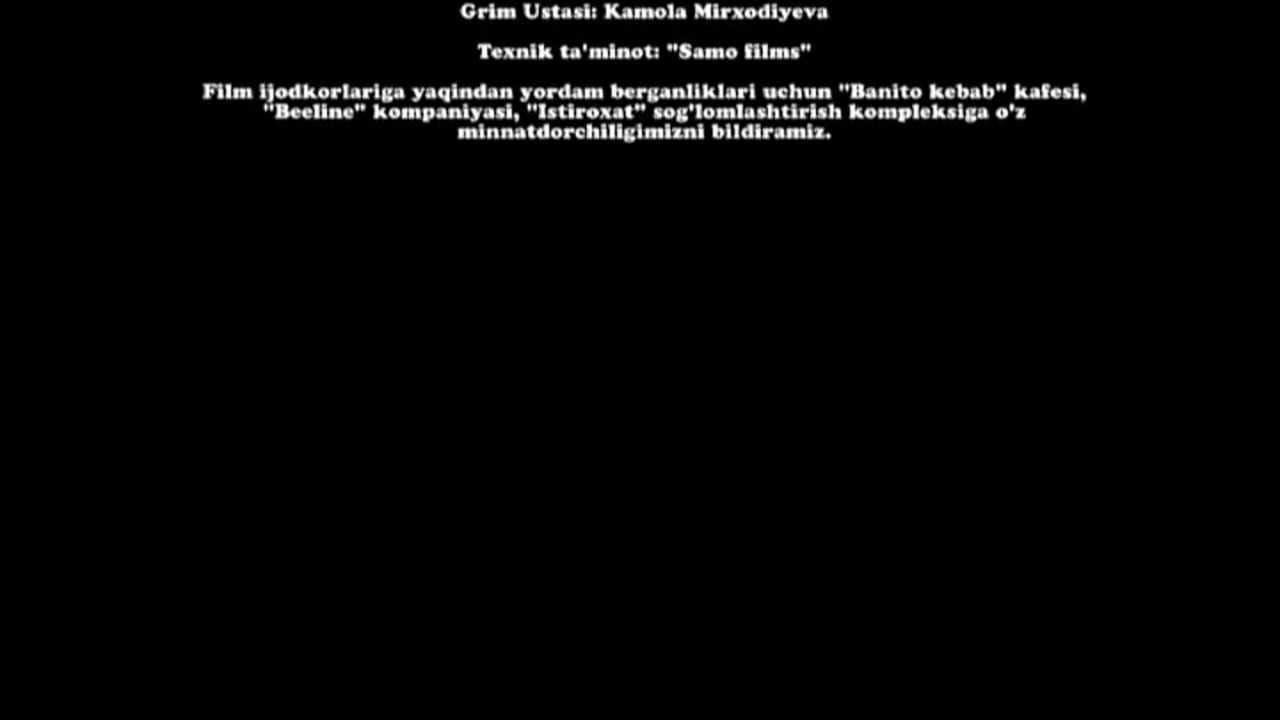 Grim Ustasi: Kamola Mirxodiyeva
Texnik ta'minot: "Samo films"
Film ijodkorlariga yaqindan yordam berganliklari uchun "Banito kebab" kafesi,
"Beeline" kompaniyasi, "Istiroxat" sog'lomlashtirish kompleksiga o'z
minnatdorchiligimizni bildiramiz.